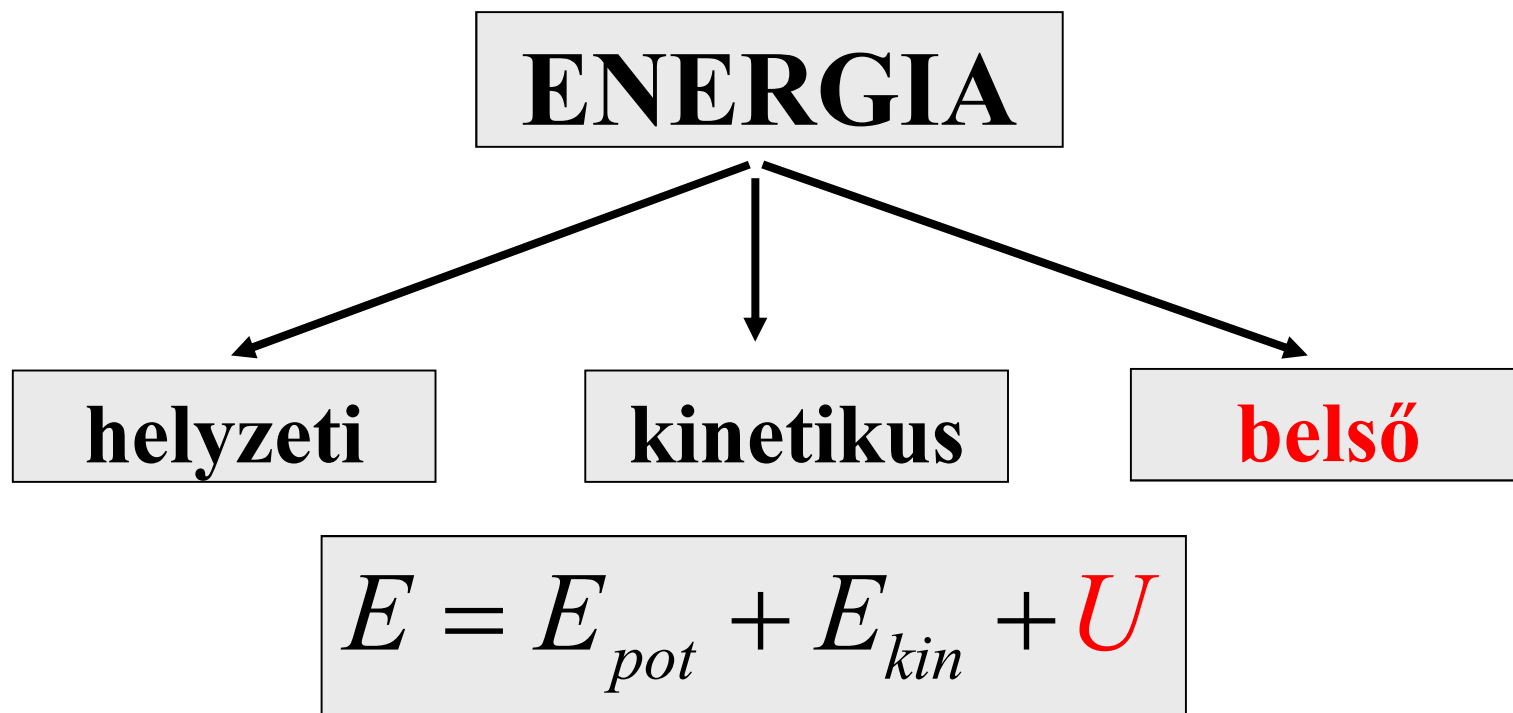 ENERGIA
helyzeti kinetikus belső
E = E_pot + E_kin + U